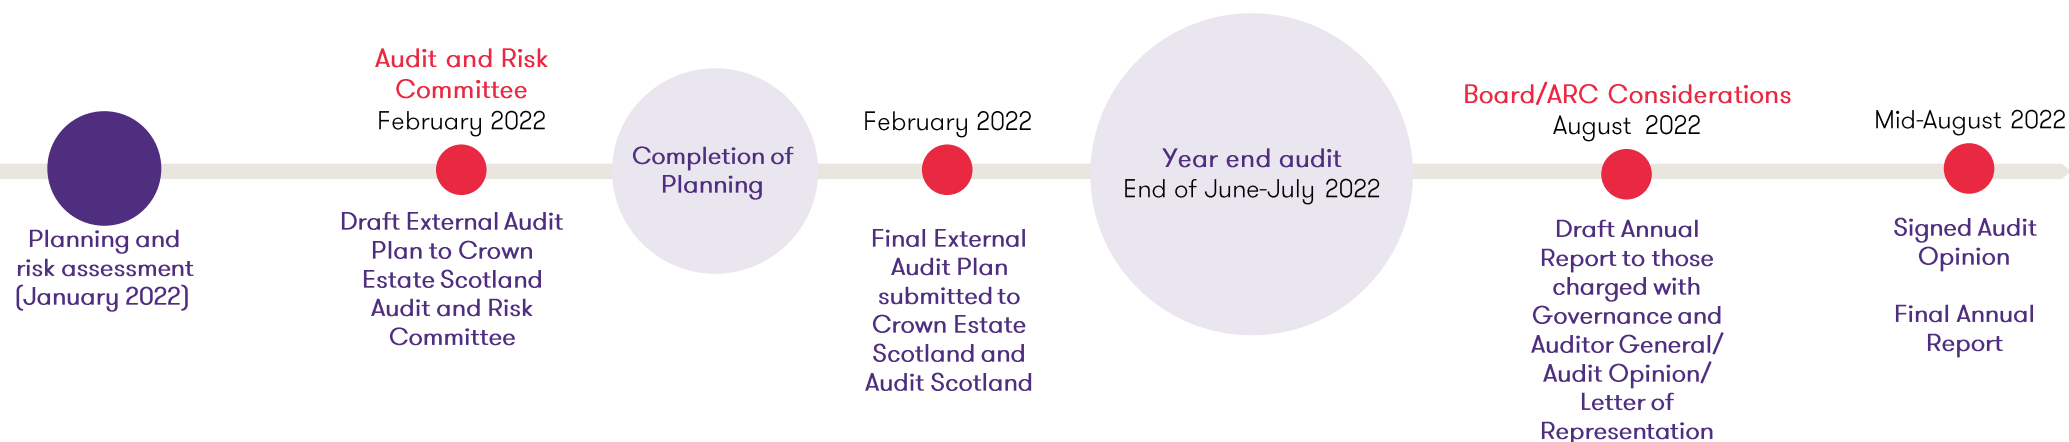 Planning and
risk assessment
(January 2022)
Audit and Risk
Committee
February 2022
Draft External Audit
Plan to Crown
Estate Scotland
Audit and Risk
Committee
Completion of
Planning
February 2022
Final External
Audit Plan
submitted to
Crown Estate
Scotland and
Audit Scotland
Year end audit
End of June-July 2022
Board/ARC Considerations
August 2022
Draft Annual
Report to those
charged with
Governance and
Auditor General/
Audit Opinion/
Letter of
Representation
Mid-August 2022
Signed Audit
Opinion
Final Annual
Report